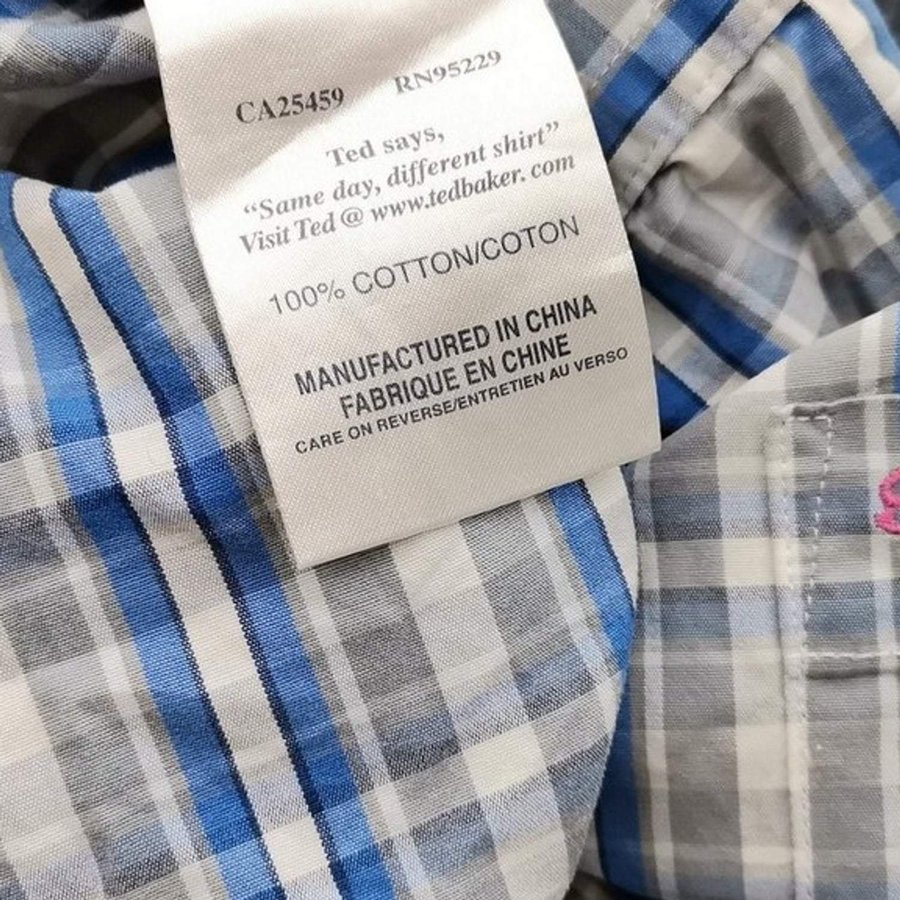 CA25459 RN95229
Ted says,
“Same day, different shirt”
Visit Ted @ www.tedbaker. com
100% COTTON/COTON
MANUFACTURED IN CHINA
FABRIQUE EN CHINE
CARE ON REVERSE/ENTRETIEN AU VERSO